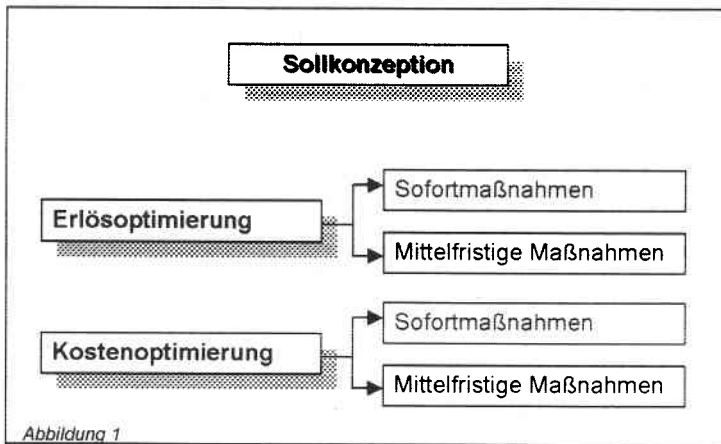 Sollkonzeption
Erlösoptimierung
Sofortmaßnahmen
Mittelfristige Maßnahmen
Kostenoptimierung
Sofortmaßnahmen
Mittelfristige Maßnahmen
Abbildung 1